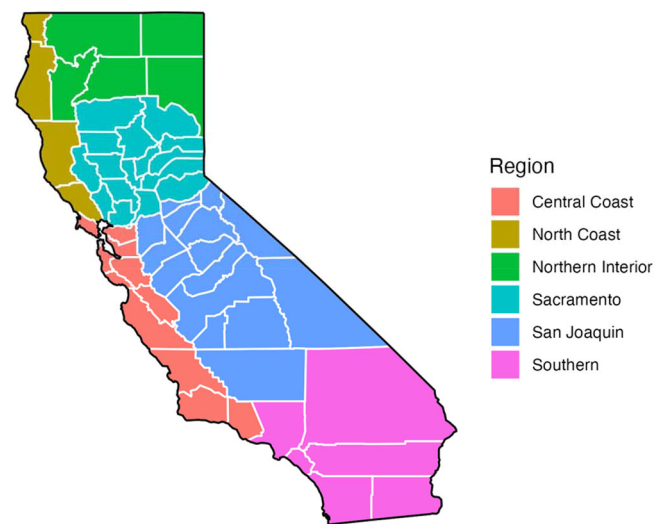 Region
Central Coast
North Coast
Northern Interior
Sacramento
San Joaquin
Southern